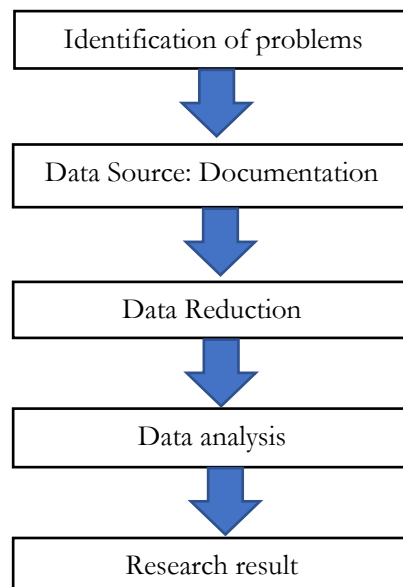 Identification of problems
Data Source: Documentation
Data Reduction
Data analysis
Research result